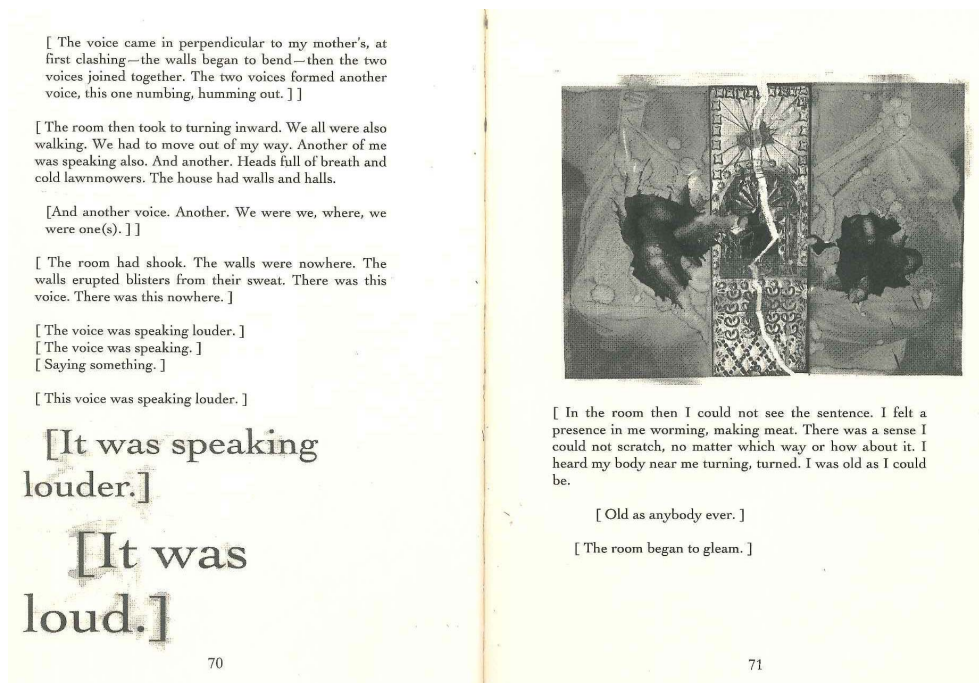 [ The voice came in perpendicular to my mother's, at
first clashing—the walls began to bend—then the two
voices joined together. The two voices formed another
voice, this one numbing, humming out. ] ]
[ The room then took to turning inward. We all were also
walking. We had to move out of my way. Another of me
was speaking also. And another. Heads full of breath and
cold lawnmowers. The house had walls and halls.
[And another voice. Another. We were we, where, we
were one(s). ] ]
[ The room had shook. The walls were nowhere. The
walls erupted blisters from their sweat. There was this
voice. There was this nowhere. ]
[ The voice was speaking louder. ]
[ The voice was speaking. ]
[ Saying something. ]
[ This voice was speaking louder. ]
[It was speaking
louder.]
[It was
loud.]
70
[ In the room then I could not see the sentence. I felt a
presence in me worming, making meat. There was a sense I
could not scratch, no matter which way or how about it. I
heard my body near me turning, turned. I was old as I could
be.
[ Old as anybody ever. ]
[ The room began to gleam. ]
71